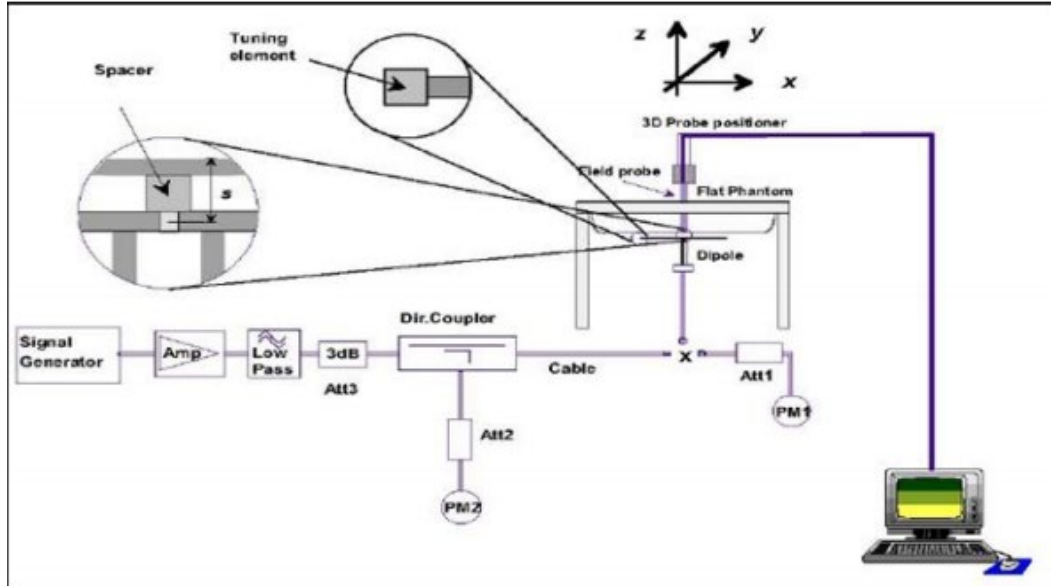 Tuning
element
Spacer
s
z
y
x
3D Probe positioner
Field probe
Flat Phantom
Dipole
Signal
Generator
Amp
Low
Pass
3dB
Att3
Dir.Coupler
Cable
X
Att1
PM1
Att2
PM2